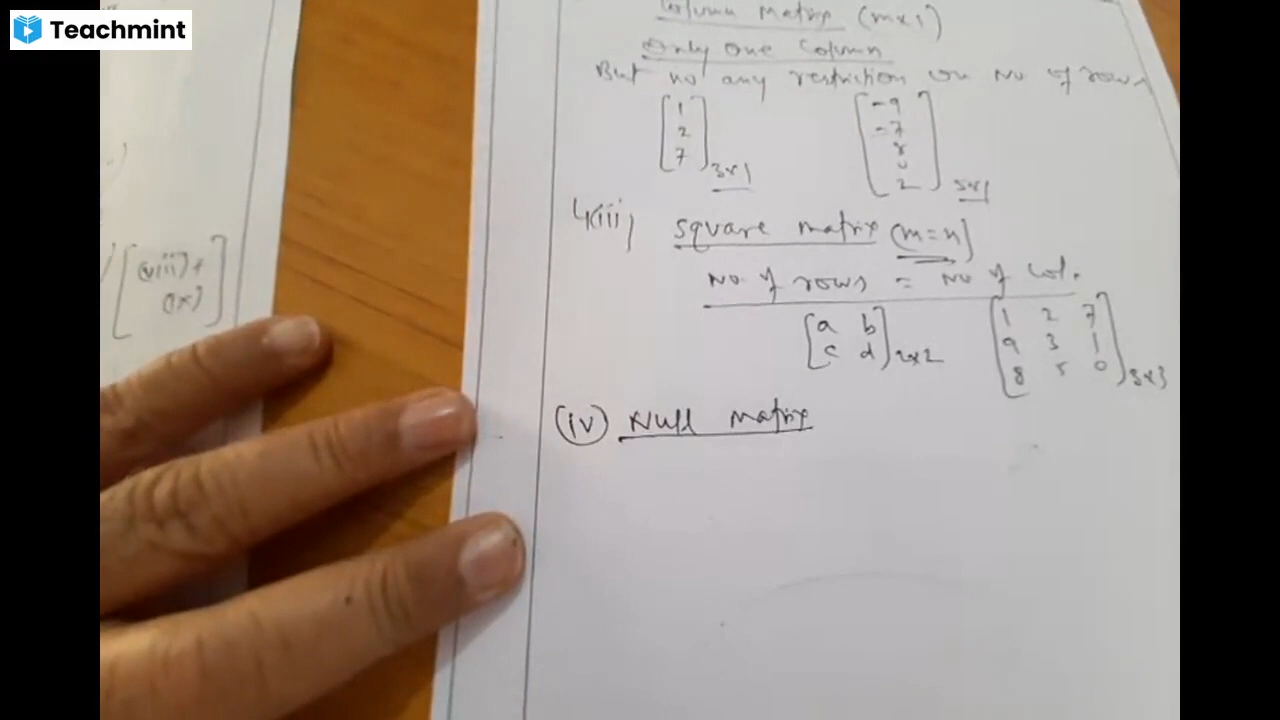 Teachmint
Column Matrix (m×1)
Only one Column
But no any restriction on No of rows
[1 2 7]3×1 [-9 -7 8 0 2]5×1
(iii) square matrix (m=n)
No. of rows = No of Col.
[a b
c d]2×2
[1 2 7
9 3 1
8 5 0]3×3
(iv) Null Matrix
[(viii) +
(ix)]